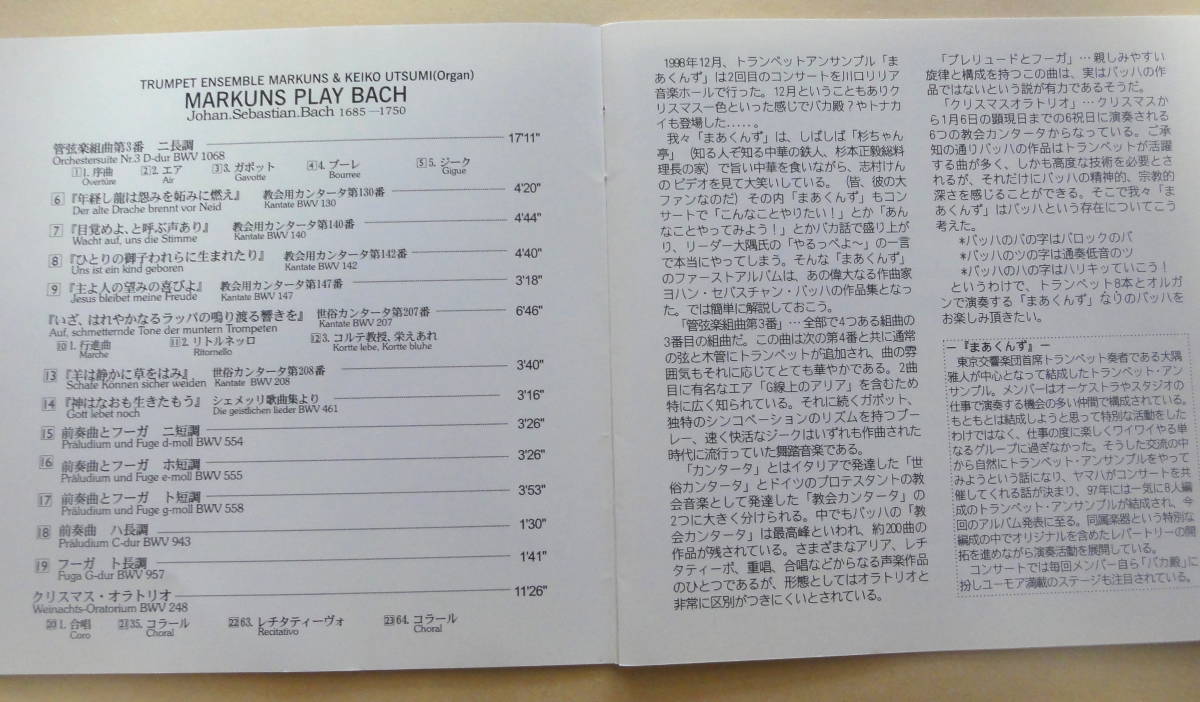 TRUMPET ENSEMBLE MARKUNS & KEIKO UTSUMI(Organ)
MARKUNS PLAY BACH
Johan.Sebastian.Bach 1685—1750
管弦楽組曲第3番 ニ長調 17'11"
Orchestersuite Nr.3 D-dur BWV 1068
1 1. 序曲 2 2. エア 3 3. ガボット 4 4. ブーレ 5 5. ジーク
Overtüre Air Gavotte Bourree Gigue
6 『年経し龍は怨みを妬みに燃え』 教会用カンタータ第130番 4'20"
Der alte Drache brennt vor Neid Kantate BWV 130
7 『目覚めよ、と呼ぶ声あり』 教会用カンタータ第140番 4'44"
Wacht auf, uns die Stimme Kantate BWV 140
8 『ひとりの御子われらに生まれたり』 教会用カンタータ第142番 4'40"
Uns ist ein kind geboren Kantate BWV 142
9 『主よ人の望みの喜びよ』 教会用カンタータ第147番 3'18"
Jesus bleibet meine Freude Kantate BWV 147
『いざ、はれやかなるラッパの鳴り渡る響きを』 世俗カンタータ第207番 6'46"
Auf, schmetternde Tone der muntern Trompeten Kantate BWV 207
10 1. 行進曲 11 2. リトルネッロ 12 3. コルテ教授、栄えあれ
Marche Ritornello Kortte lebe, Kortte bluhe
13 『羊は静かに草をはみ』 世俗カンタータ第208番 3'40"
Schafe Können sicher weiden Kantate BWV 208
14 『神はなおも生きたもう』 シェメッリ歌曲集より 3'16"
Gott lebet noch Die geistlichen lieder BWV 461
15 前奏曲とフーガ ニ短調 3'26"
Präludium und Fuge d-moll BWV 554
16 前奏曲とフーガ ホ短調 3'26"
Präludium und Fuge e-moll BWV 555
17 前奏曲とフーガ ト短調 3'53"
Präludium und Fuge g-moll BWV 558
18 前奏曲 ハ長調 1'30"
Präludium C-dur BWV 943
19 フーガ ト長調 1'41"
Fuga G-dur BWV 957
クリスマス・オラトリオ 11'26"
Weinachts-Oratorium BWV 248
20 1. 合唱 21 35. コラール 22 63. レチタティーヴォ 23 64. コラール
Coro Choral Recitativo Choral
1998年12月、トランペットアンサンブル「ま
あくんず」は2回目のコンサートを川口リリア
音楽ホールで行った。12月ということもありク
リスマス一色といった感じでバカ殿?やトナカ
イも登場した.....。
我々「まあくんず」は、しばしば「杉ちゃん
亭」(知る人ぞ知る中華の鉄人、杉本正毅総料
理長の家)で旨い中華を食いながら、志村けん
のビデオを見て大笑いしている。(皆、彼の大
ファンなのだ)その内「まあくんず」もコン
サートで「こんなことやりたい!」とか「あん
なことやってみよう!」とかバカ話で盛り上が
り、リーダー大隅氏の「やるっぺよ~」の一言
で本当にやってしまう。そんな「まあくんず」
のファーストアルバムは、あの偉大なる作曲家
ヨハン・セバスチャン・バッハの作品集となっ
た。では簡単に解説しておこう。
「管弦楽組曲第3番」…全部で4つある組曲の
3番目の組曲だ。この曲は次の第4番と共に通常
の弦と木管にトランペットが追加され、曲の雰
囲気もそれに応じてとても華やかである。2曲
目に有名なエア「G線上のアリア」を含むため
特に広く知られている。それに続くガボット、
独特のシンコペーションのリズムを持つブー
レー、速く快活なジークはいずれも作曲された
時代に流行していた舞踏音楽である。
「カンタータ」とはイタリアで発達した「世
俗カンタータ」とドイツのプロテスタントの教
会音楽として発達した「教会カンタータ」の
2つに大きく分けられる。中でもバッハの「教
会カンタータ」は最高峰といわれ、約200曲の
作品が残されている。さまざまなアリア、レチ
タティーボ、重唱、合唱などからなる声楽作品
のひとつであるが、形態としてはオラトリオと
非常に区別がつきにくいとされている。
「プレリュードとフーガ」…親しみやすい
旋律と構成を持つこの曲は、実はバッハの作
品ではないという説が有力であるそうだ。
「クリスマスオラトリオ」…クリスマスか
ら1月6日の顕現日までの6祝日に演奏される
6つの教会カンタータからなっている。ご承
知の通りバッハの作品はトランペットが活躍
する曲が多く、しかも高度な技術を必要とさ
れるが、それだけにバッハの精神的、宗教的
深さを感じることができる。そこで我々「ま
あくんず」はバッハという存在についてこう
考えた。
*バッハのバの字はバロックのバ
*バッハのツの字は通奏低音のツ
*バッハのハの字はハリキッていこう!
というわけで、トランペット8本とオルガ
ンで演奏する「まあくんず」なりのバッハを
お楽しみ頂きたい。
―『まあくんず』―
東京交響楽団首席トランペット奏者である大隅
雅人が中心となって結成したトランペット・アン
サンブル。メンバーはオーケストラやスタジオの
仕事で演奏する機会の多い仲間で構成されている。
もともとは結成しようと思って特別な活動をした
わけではなく、仕事の度に楽しくワイワイやる単
なるグループに過ぎなかった。そうした交流の中
から自然にトランペット・アンサンブルをやって
みようという話になり、ヤマハがコンサートを共
催してくれる話が決まり、97年には一気に8人編
成のトランペット・アンサンブルが結成され、今
回のアルバム発表に至る。同属楽器という特別な
編成の中でオリジナルを含めたレパートリーの開
拓を進めながら演奏活動を展開している。
コンサートでは毎回メンバー自ら「バカ殿」に
扮しユーモア満載のステージも注目されている。